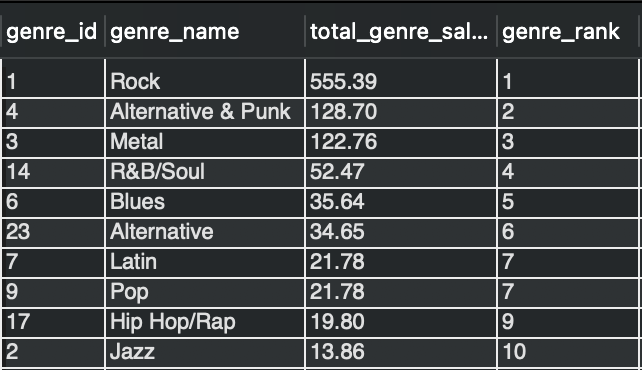 genre_id genre_name total_genre_sal... genre_rank
1 Rock 555.39 1
4 Alternative & Punk 128.70 2
3 Metal 122.76 3
14 R&B/Soul 52.47 4
6 Blues 35.64 5
23 Alternative 34.65 6
7 Latin 21.78 7
9 Pop 21.78 7
17 Hip Hop/Rap 19.80 9
2 Jazz 13.86 10